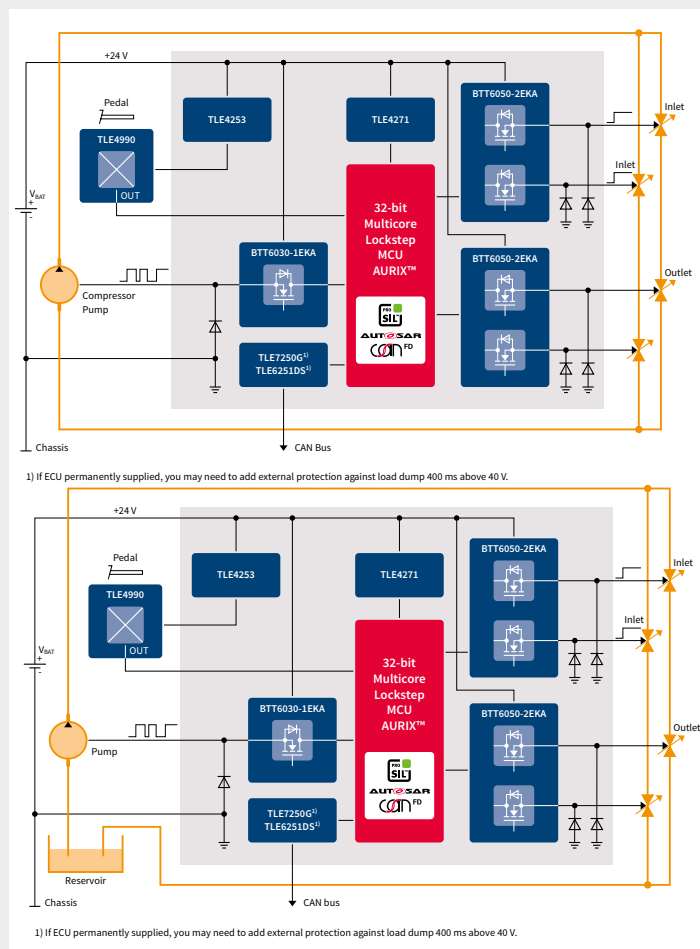 +24 V
Pedal
TLE4990
OUT
TLE4253
TLE4271
BTT6050-2EKA
Inlet
Inlet
VBAT
+
-
32-bit
Multicore
Lockstep
MCU
AURIX™
BTT6030-1EKA
BTT6050-2EKA
Outlet
Compressor
Pump
PRO
SIL
AUTOSAR
CAN FD
TLE7250G1)
TLE6251DS1)
Chassis
CAN Bus
1) If ECU permanently supplied, you may need to add external protection against load dump 400 ms above 40 V.
+24 V
Pedal
TLE4990
OUT
TLE4253
TLE4271
BTT6050-2EKA
Inlet
Inlet
VBAT
+
-
32-bit
Multicore
Lockstep
MCU
AURIX™
BTT6030-1EKA
BTT6050-2EKA
Outlet
Pump
PRO
SIL
AUTOSAR
CAN FD
TLE7250G1)
TLE6251DS1)
Reservoir
Chassis
CAN bus
1) If ECU permanently supplied, you may need to add external protection against load dump 400 ms above 40 V.